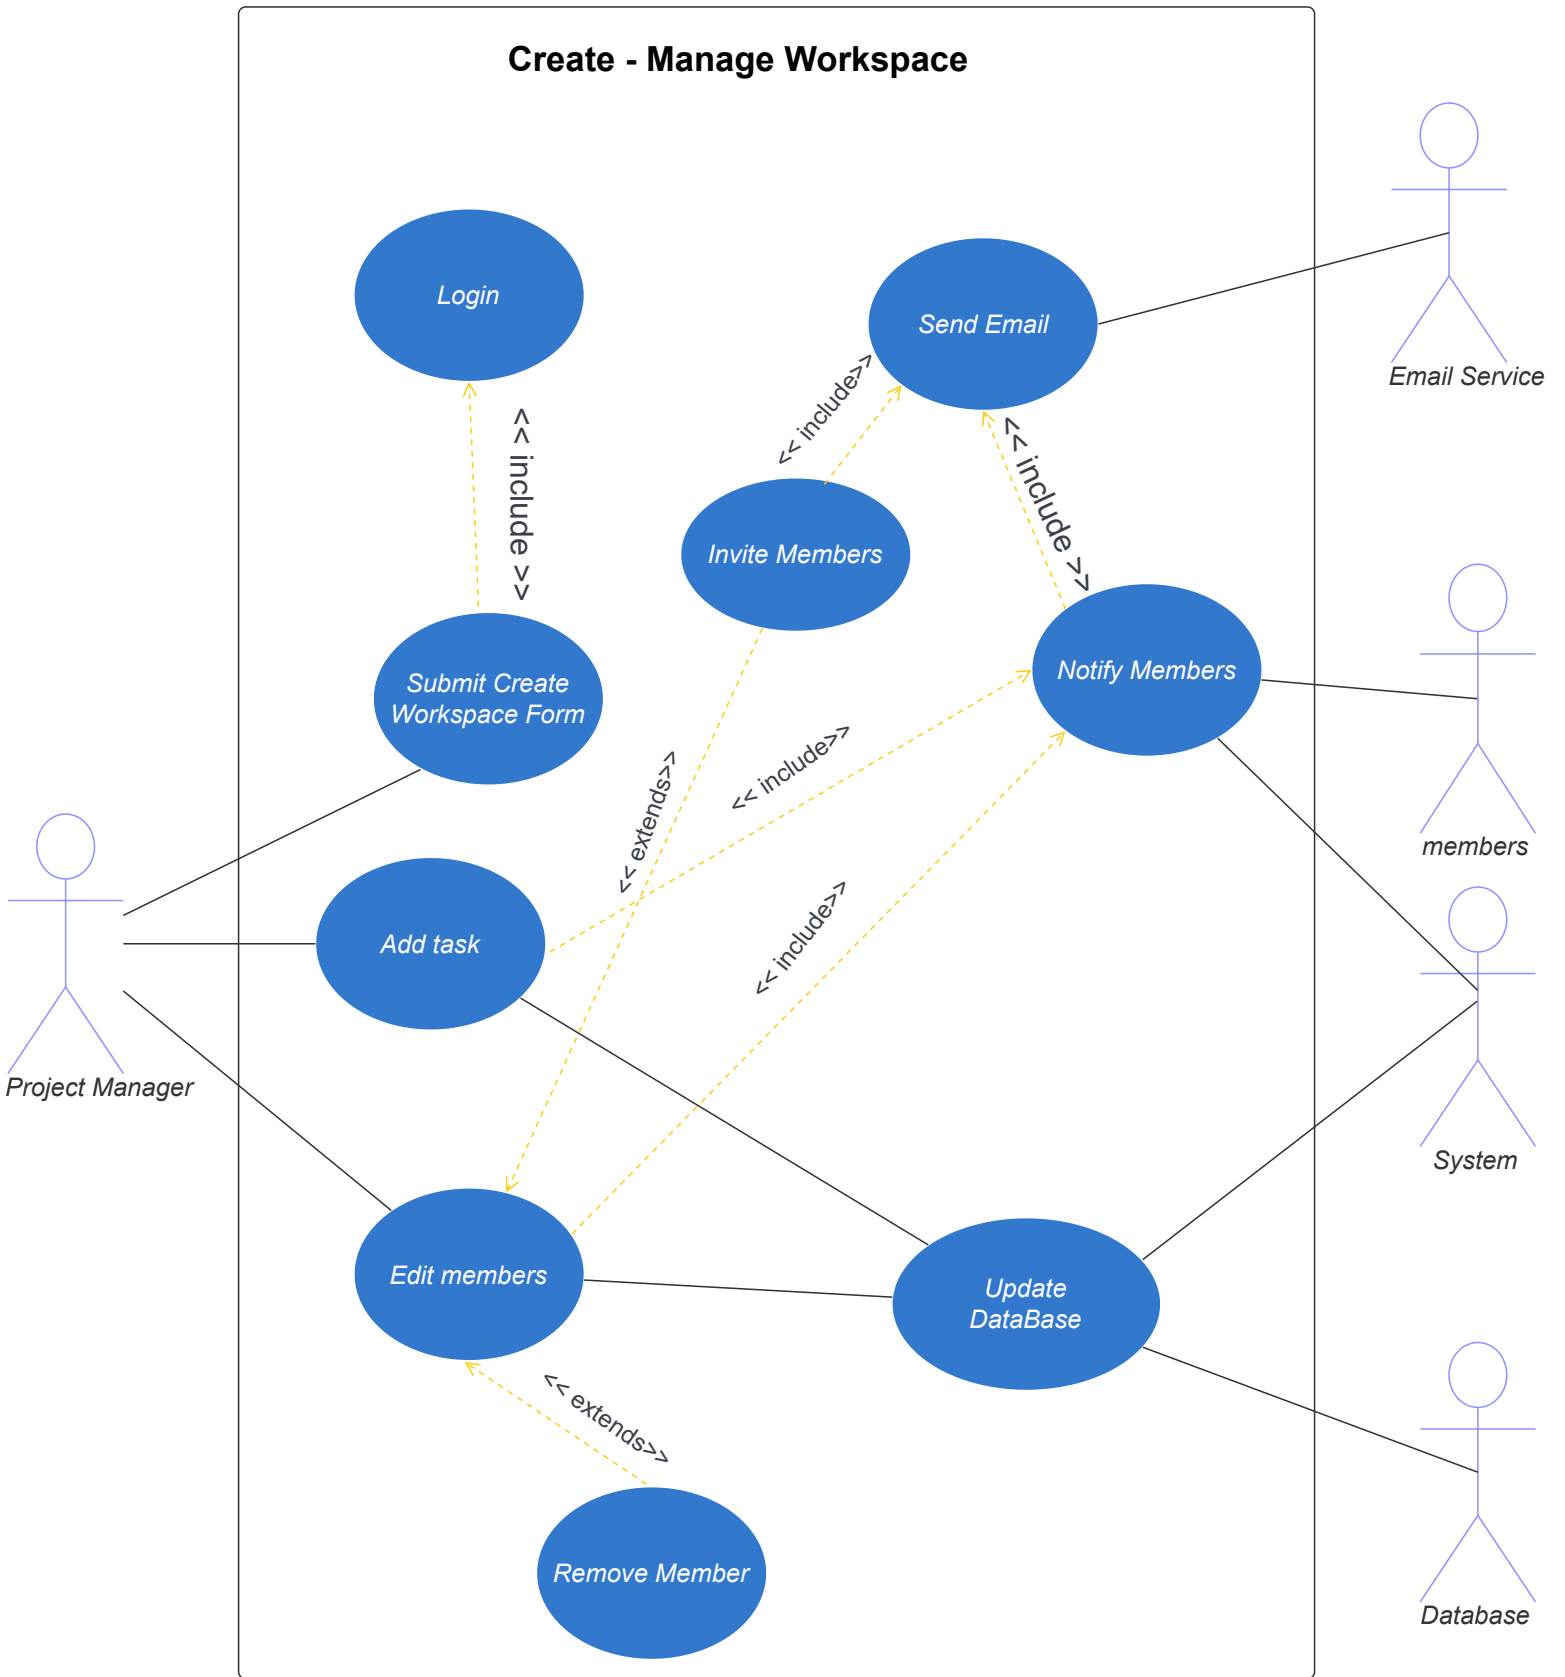 Create - Manage Workspace
Login
Send Email
Email Service
<< include>>
<< include >>
<< include >>
Invite Members
Submit Create
Workspace Form
Notify Members
<< extends>>
<< include>>
members
Add task
<< include>>
Project Manager
System
Edit members
Update
DataBase
<< extends>>
Remove Member
Database